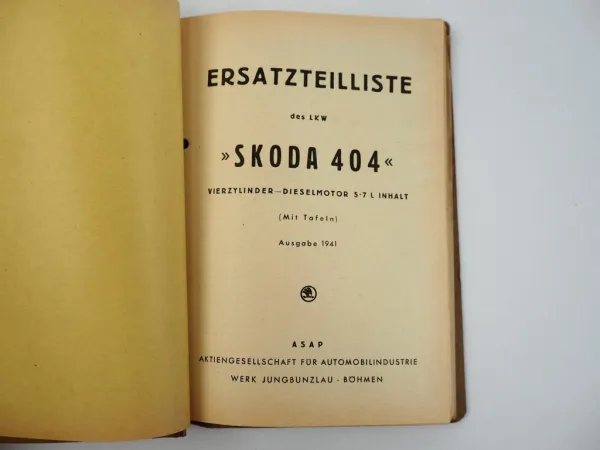 ERSATZTEILLISTE
des LKW
»SKODA 404«
VIERZYLINDER—DIESELMOTOR 5·7 L INHALT
(Mit Tafeln)
Ausgabe 1941
ASAP
AKTIENGESELLSCHAFT FÜR AUTOMOBILINDUSTRIE
WERK JUNGBUNZLAU · BÖHMEN